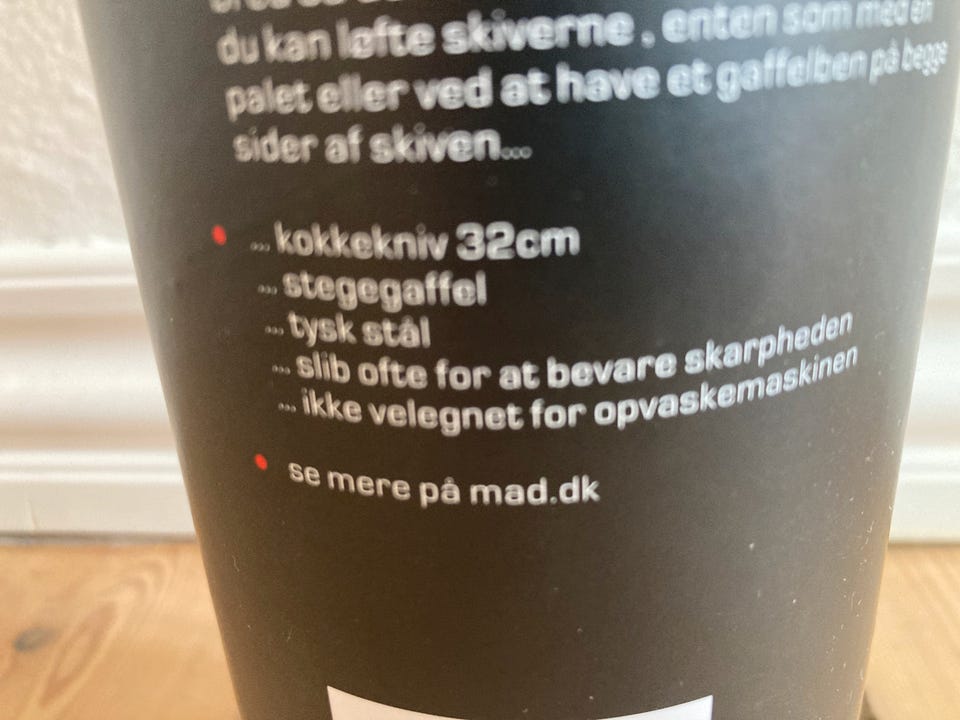 du kan løfte skiverne , enten som med en
palet eller ved at have et gaffelben på begge
sider af skiven...
... kokkekniv 32cm
... stegegaffel
... tysk stål
... slib ofte for at bevare skarpheden
... ikke velegnet for opvaskemaskinen
se mere på mad.dk